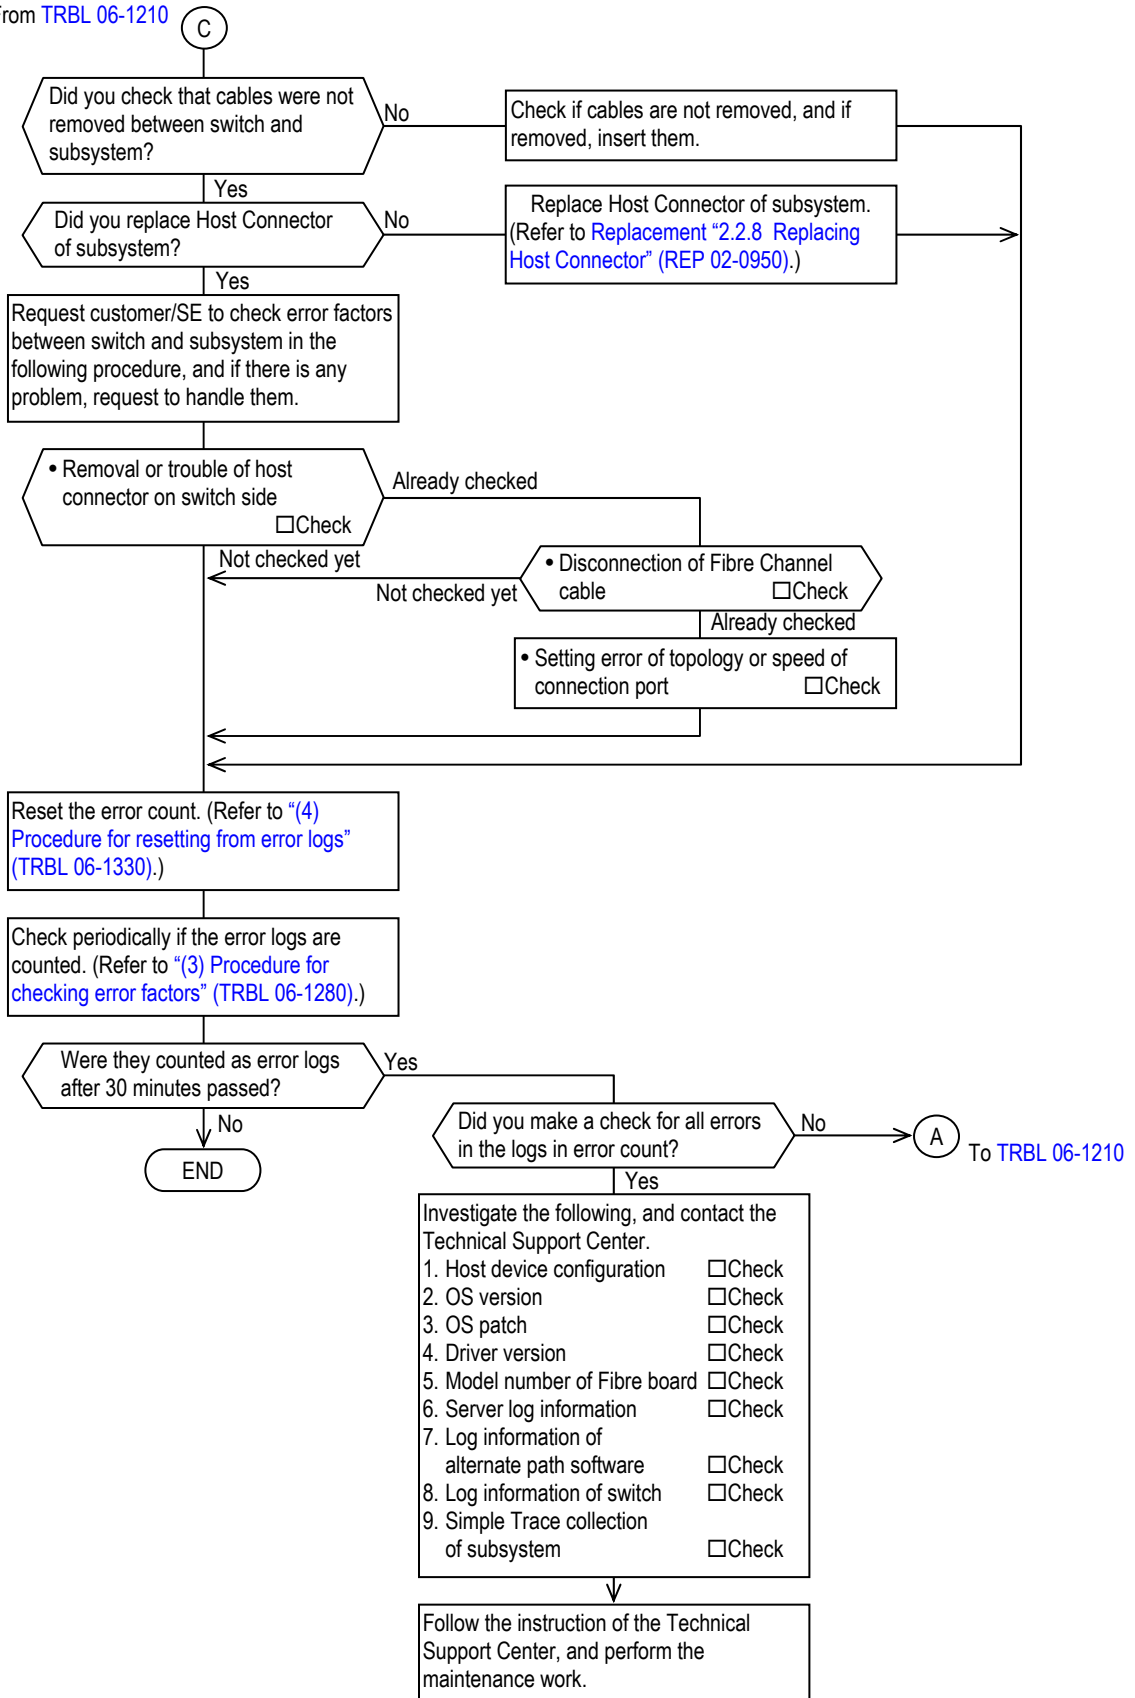 From TRBL 06-1210
C
Did you check that cables were not
removed between switch and
subsystem?
No
Check if cables are not removed, and if
removed, insert them.
Yes
Did you replace Host Connector
of subsystem?
No
Replace Host Connector of subsystem.
(Refer to Replacement “2.2.8 Replacing
Host Connector” (REP 02-0950).)
Yes
Request customer/SE to check error factors
between switch and subsystem in the
following procedure, and if there is any
problem, request to handle them.
• Removal or trouble of host
connector on switch side
☐Check
Already checked
Not checked yet
• Disconnection of Fibre Channel
cable ☐Check
Not checked yet
Already checked
• Setting error of topology or speed of
connection port ☐Check
Reset the error count. (Refer to “(4)
Procedure for resetting from error logs”
(TRBL 06-1330).)
Check periodically if the error logs are
counted. (Refer to “(3) Procedure for
checking error factors” (TRBL 06-1280).)
Were they counted as error logs
after 30 minutes passed?
Yes
No
END
Did you make a check for all errors
in the logs in error count?
No
A
To TRBL 06-1210
Yes
Investigate the following, and contact the
Technical Support Center.
1. Host device configuration ☐Check
2. OS version ☐Check
3. OS patch ☐Check
4. Driver version ☐Check
5. Model number of Fibre board ☐Check
6. Server log information ☐Check
7. Log information of
alternate path software ☐Check
8. Log information of switch ☐Check
9. Simple Trace collection
of subsystem ☐Check
Follow the instruction of the Technical
Support Center, and perform the
maintenance work.